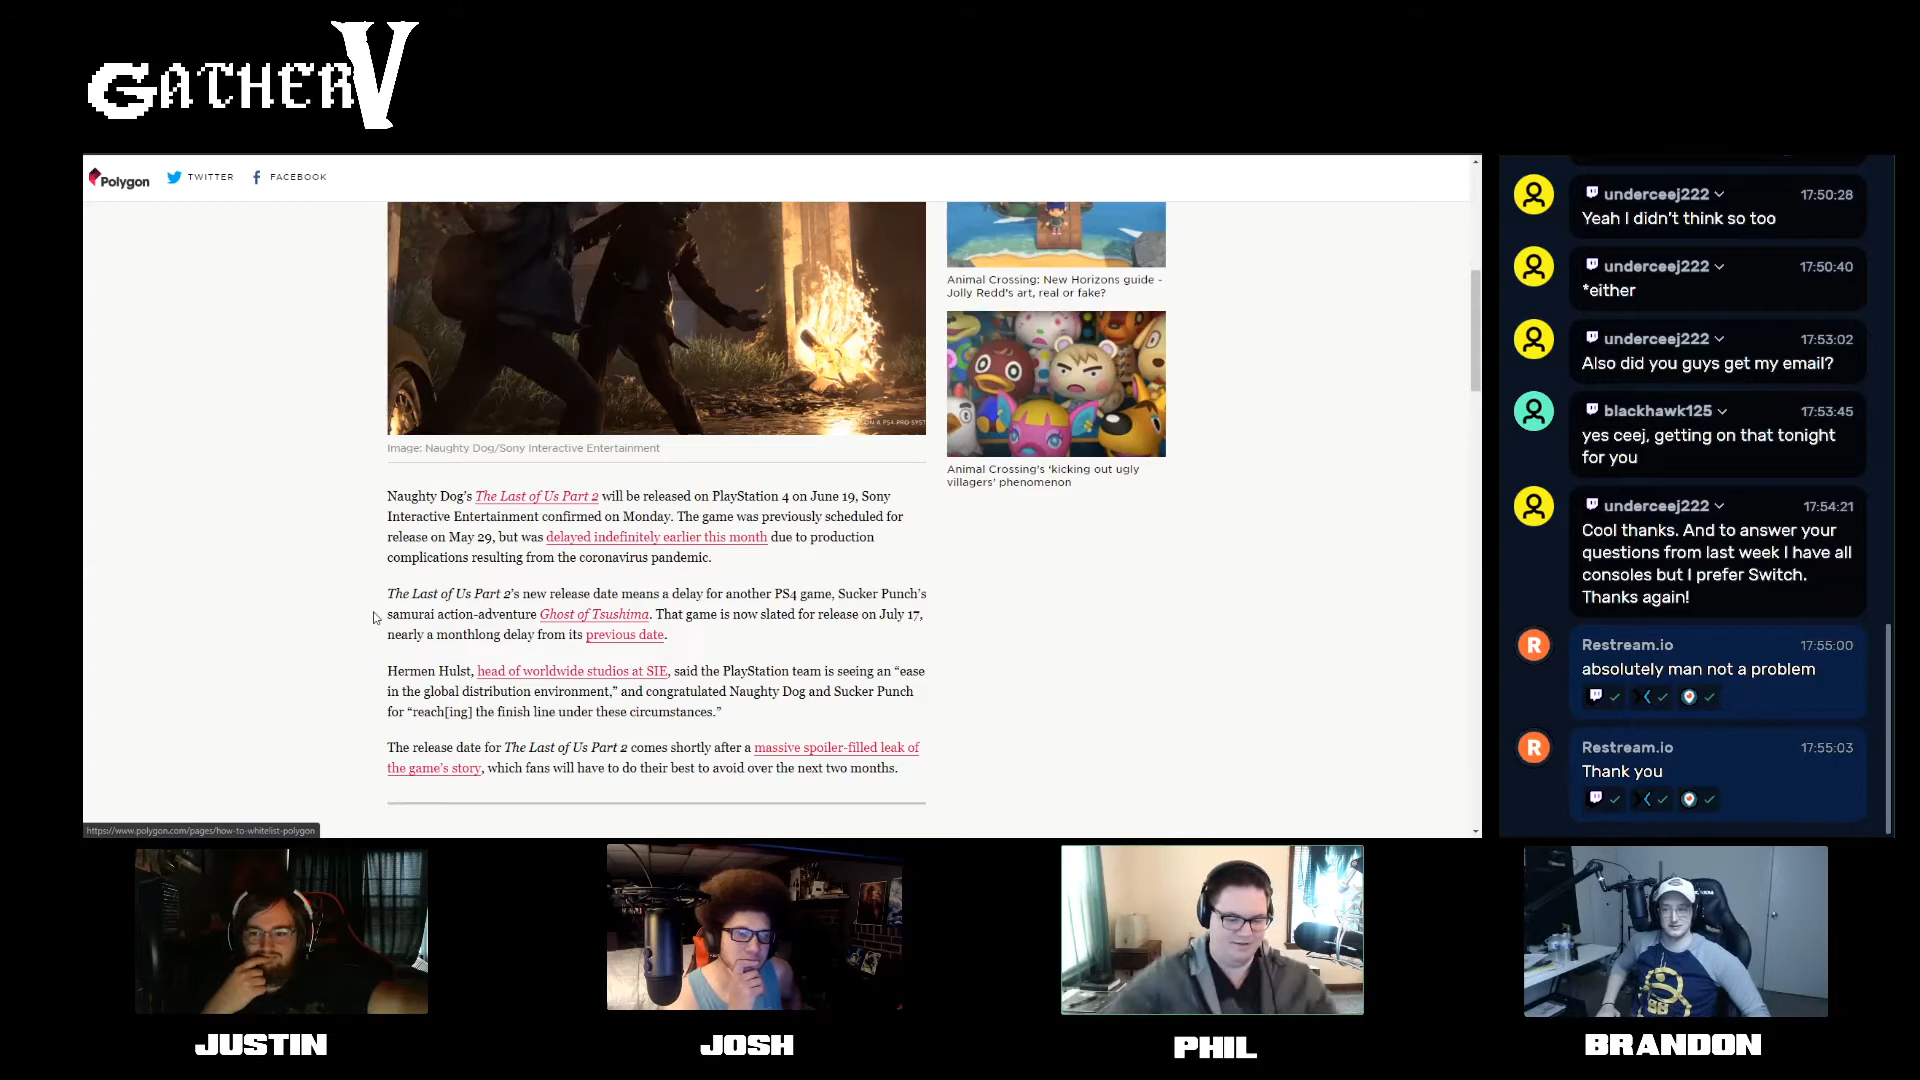 GATHER V
Polygon
TWITTER
FACEBOOK
Animal Crossing: New Horizons guide -
Jolly Redd's art, real or fake?
Image: Naughty Dog/Sony Interactive Entertainment
Animal Crossing's 'kicking out ugly
villagers' phenomenon
Naughty Dog's The Last of Us Part 2 will be released on PlayStation 4 on June 19, Sony
Interactive Entertainment confirmed on Monday. The game was previously scheduled for
release on May 29, but was delayed indefinitely earlier this month due to production
complications resulting from the coronavirus pandemic.
The Last of Us Part 2's new release date means a delay for another PS4 game, Sucker Punch's
samurai action-adventure Ghost of Tsushima. That game is now slated for release on July 17,
nearly a monthlong delay from its previous date.
Hermen Hulst, head of worldwide studios at SIE, said the PlayStation team is seeing an “ease
in the global distribution environment,” and congratulated Naughty Dog and Sucker Punch
for “reach[ing] the finish line under these circumstances.”
The release date for The Last of Us Part 2 comes shortly after a massive spoiler-filled leak of
the game's story, which fans will have to do their best to avoid over the next two months.
https://www.polygon.com/pages/how-to-whitelist-polygon
underceej222 17:50:28
Yeah I didn't think so too
underceej222 17:50:40
*either
underceej222 17:53:02
Also did you guys get my email?
blackhawk125 17:53:45
yes ceej, getting on that tonight
for you
underceej222 17:54:21
Cool thanks. And to answer your
questions from last week I have all
consoles but I prefer Switch.
Thanks again!
R
Restream.io 17:55:00
absolutely man not a problem
R
Restream.io 17:55:03
Thank you
JUSTIN
JOSH
PHIL
BRANDON